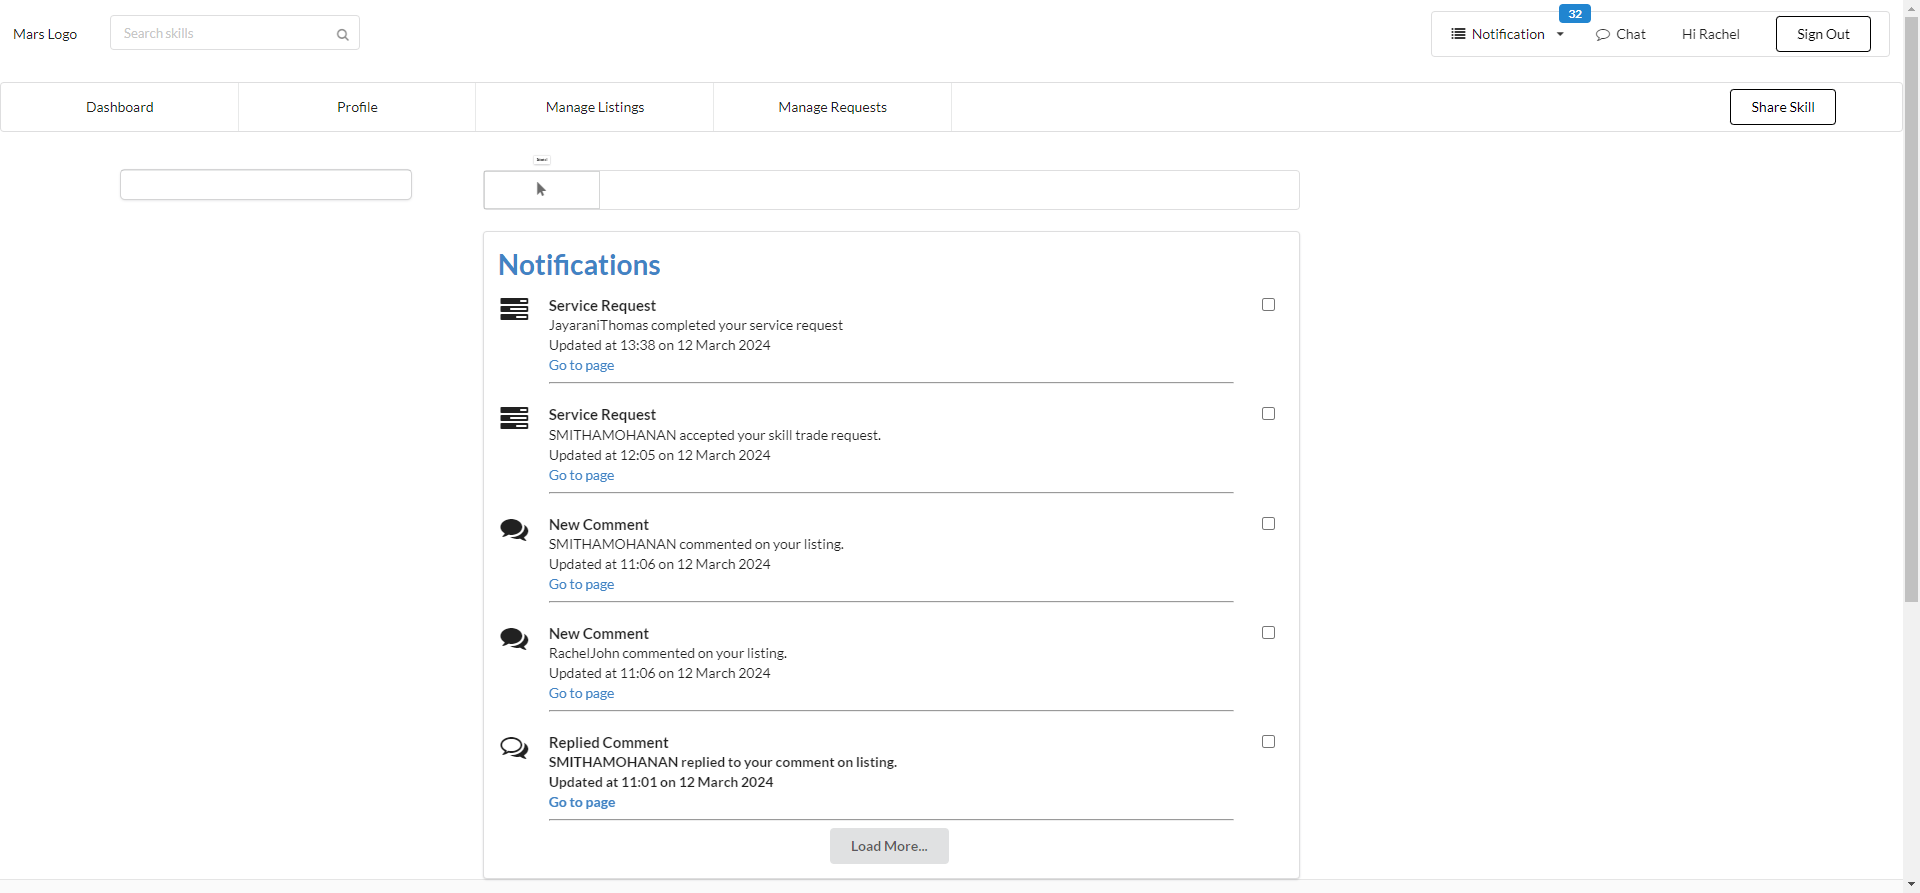 Mars Logo
Search skills
32
Notification
Chat
Hi Rachel
Sign Out
Dashboard
Profile
Manage Listings
Manage Requests
Share Skill
Notifications
Service Request
JayaraniThomas completed your service request
Updated at 13:38 on 12 March 2024
Go to page
Service Request
SMITHAMOHANAN accepted your skill trade request.
Updated at 12:05 on 12 March 2024
Go to page
New Comment
SMITHAMOHANAN commented on your listing.
Updated at 11:06 on 12 March 2024
Go to page
New Comment
RachelJohn commented on your listing.
Updated at 11:06 on 12 March 2024
Go to page
Replied Comment
SMITHAMOHANAN replied to your comment on listing.
Updated at 11:01 on 12 March 2024
Go to page
Load More...